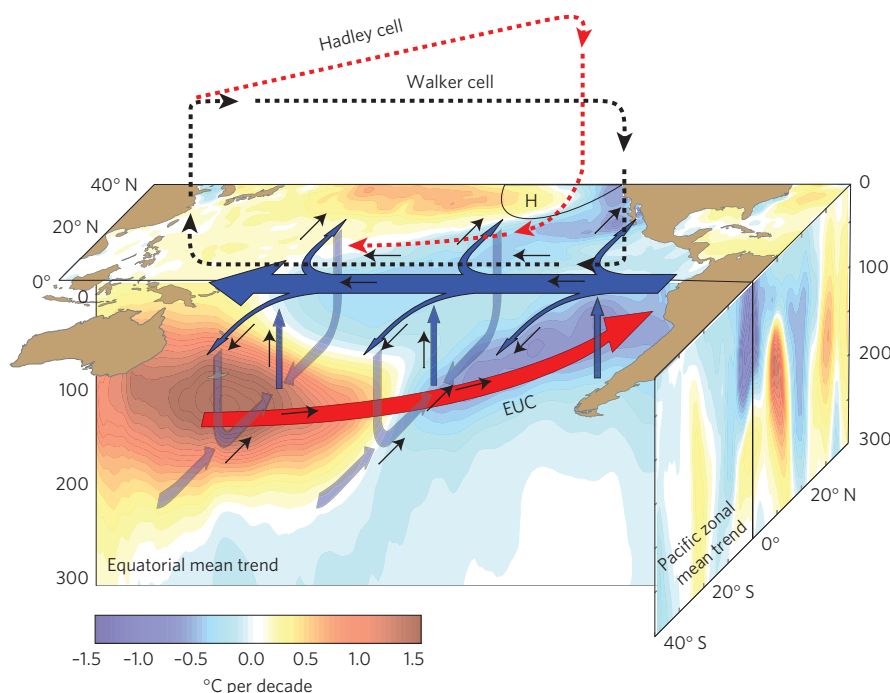 Hadley cell
Walker cell
40° N
20° N
0°
H
0
100
200
300
0
100
200
300
EUC
Equatorial mean trend
Pacific zonal
mean trend
20° N
0°
20° S
40° S
-1.5 -1.0 -0.5 0.0 0.5 1.0 1.5
°C per decade